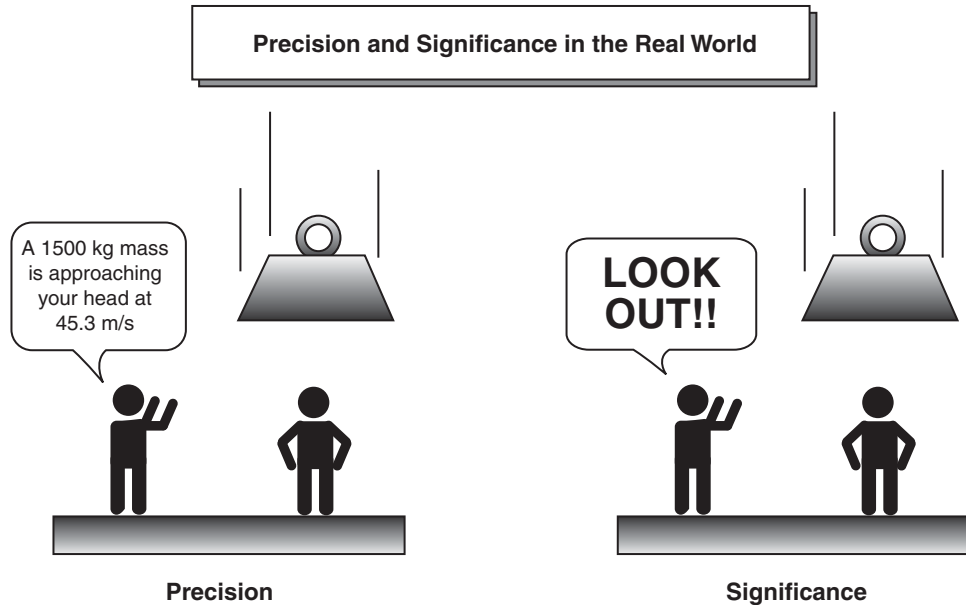 Precision and Significance in the Real World
A 1500 kg mass
is approaching
your head at
45.3 m/s
LOOK
OUT!!
Precision
Significance